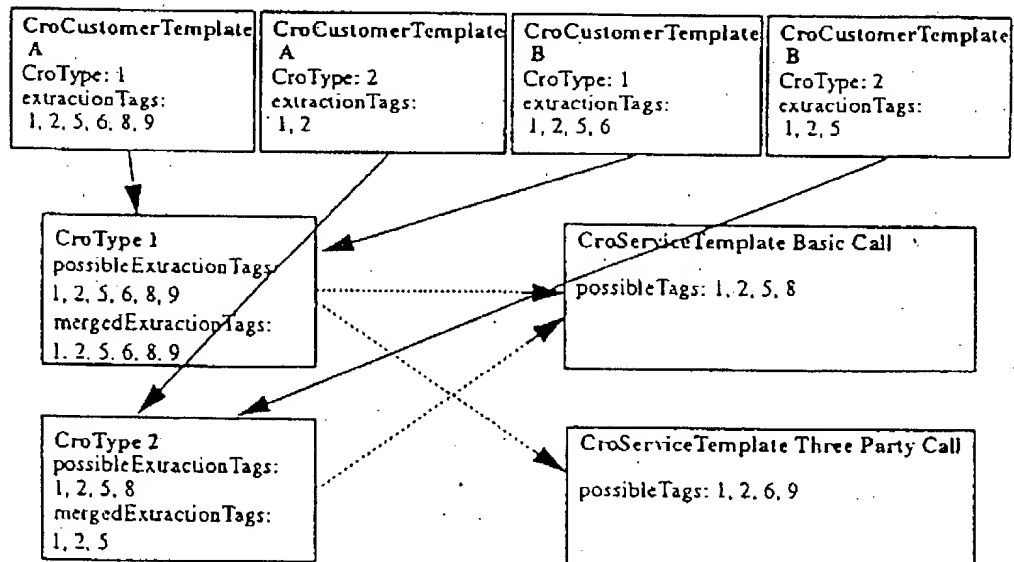 CroCustomerTemplate
A
CroType: 1
extractionTags:
1, 2, 5, 6, 8, 9
CroCustomerTemplate
A
CroType: 2
extractionTags:
1, 2
CroCustomerTemplate
B
CroType: 1
extractionTags:
1, 2, 5, 6
CroCustomerTemplate
B
CroType: 2
extractionTags:
1, 2, 5
CroType 1
possibleExtractionTags:
1, 2, 5, 6, 8, 9
mergedExtractionTags:
1, 2, 5, 6, 8, 9
CroServiceTemplate Basic Call
possibleTags: 1, 2, 5, 8
CroType 2
possibleExtractionTags:
1, 2, 5, 8
mergedExtractionTags:
1, 2, 5
CroServiceTemplate Three Party Call
possibleTags: 1, 2, 6, 9